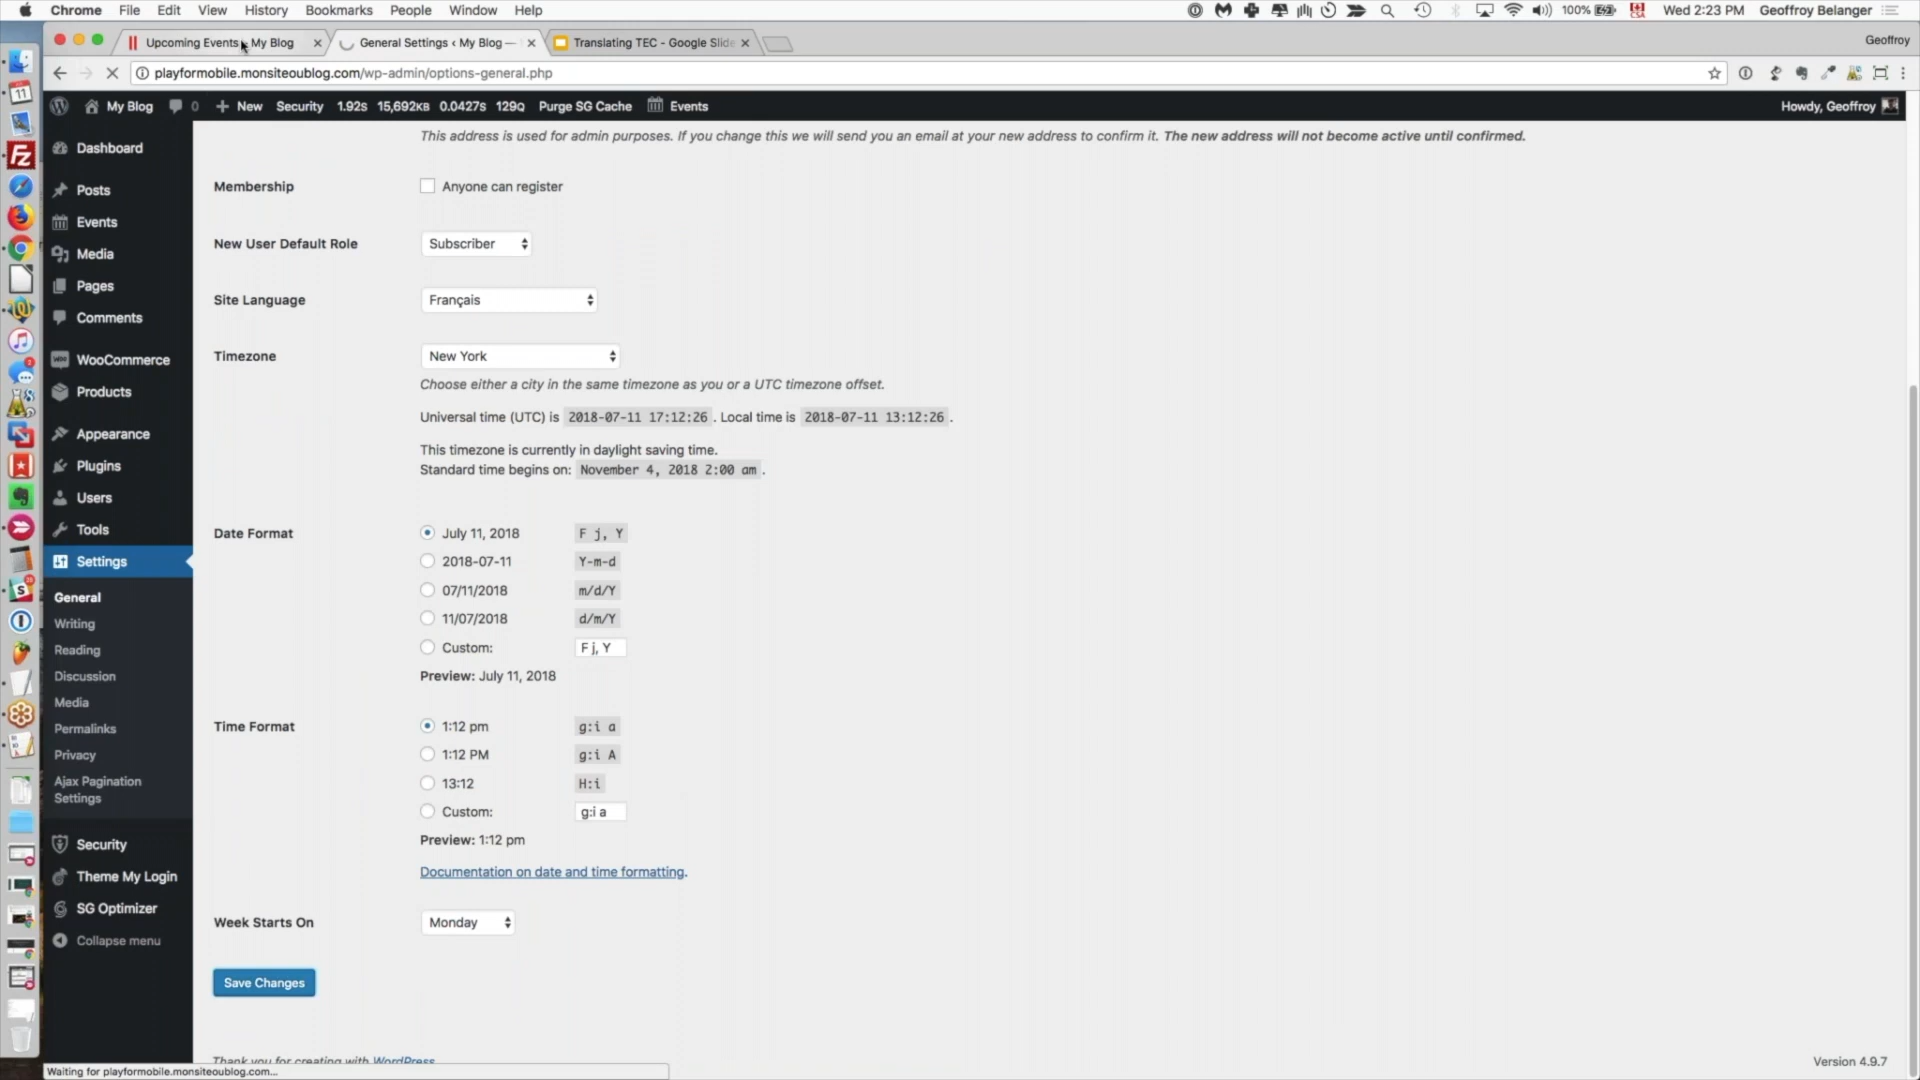 Chrome File Edit View History Bookmarks People Window Help 100% Wed 2:23 PM Geoffroy Belanger
Upcoming Events My Blog General Settings ‹ My Blog — Translating TEC - Google Slide Geoffroy
playformobile.monsiteoublog.com/wp-admin/options-general.php
My Blog 0 New Security 1.92s 15,692KB 0.0427s 129Q Purge SG Cache Events Howdy, Geoffroy
This address is used for admin purposes. If you change this we will send you an email at your new address to confirm it. The new address will not become active until confirmed.
Dashboard
Posts
Events
Media
Pages
Comments
WooCommerce
Products
Appearance
Plugins
Users
Tools
Settings
General
Writing
Reading
Discussion
Media
Permalinks
Privacy
Ajax Pagination
Settings
Security
Theme My Login
SG Optimizer
Collapse menu
Membership Anyone can register
New User Default Role Subscriber
Site Language Français
Timezone New York
Choose either a city in the same timezone as you or a UTC timezone offset.
Universal time (UTC) is 2018-07-11 17:12:26 . Local time is 2018-07-11 13:12:26 .
This timezone is currently in daylight saving time.
Standard time begins on: November 4, 2018 2:00 am .
Date Format July 11, 2018 F j, Y
2018-07-11 Y-m-d
07/11/2018 m/d/Y
11/07/2018 d/m/Y
Custom: F j, Y
Preview: July 11, 2018
Time Format 1:12 pm g:i a
1:12 PM g:i A
13:12 H:i
Custom: g:i a
Preview: 1:12 pm
Documentation on date and time formatting.
Week Starts On Monday
Save Changes
Thank you for creating with WordPress Version 4.9.7
Waiting for playformobile.monsiteoublog.com...